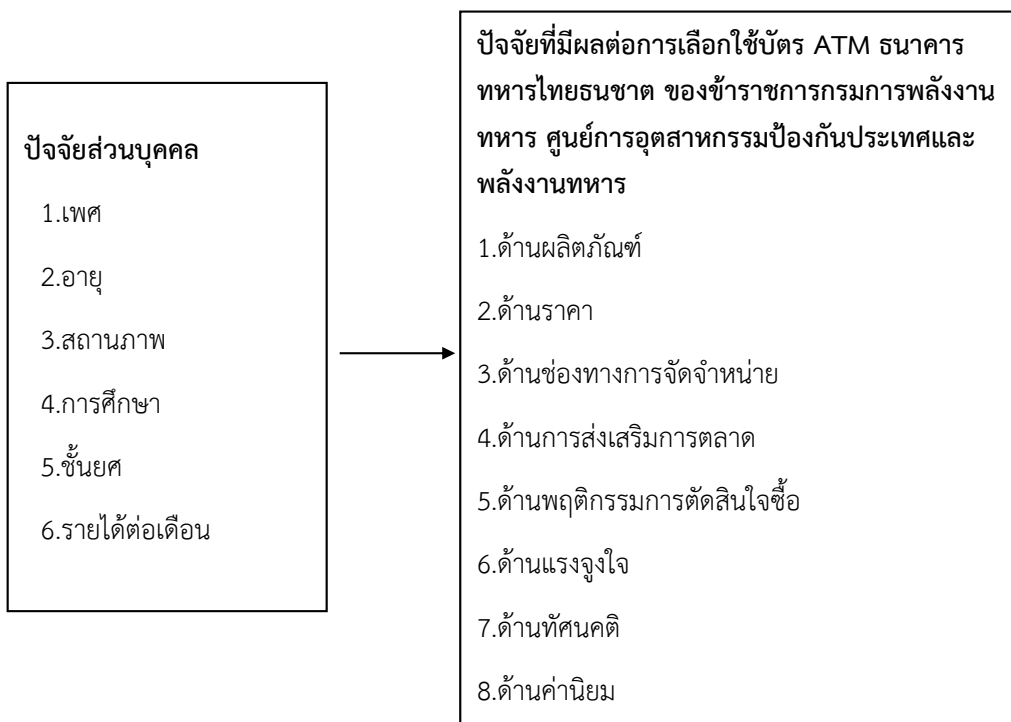 ปัจจัยส่วนบุคคล
1.เพศ
2.อายุ
3.สถานภาพ
4.การศึกษา
5.ชั้นยศ
6.รายได้ต่อเดือน
ปัจจัยที่มีผลต่อการเลือกใช้บัตร ATM ธนาคาร
ทหารไทยธนชาต ของข้าราชการกรมการพลังงาน
ทหาร ศูนย์การอุตสาหกรรมป้องกันประเทศและ
พลังงานทหาร
1.ด้านผลิตภัณฑ์
2.ด้านราคา
3.ด้านช่องทางการจัดจำหน่าย
4.ด้านการส่งเสริมการตลาด
5.ด้านพฤติกรรมการตัดสินใจซื้อ
6.ด้านแรงจูงใจ
7.ด้านทัศนคติ
8.ด้านค่านิยม